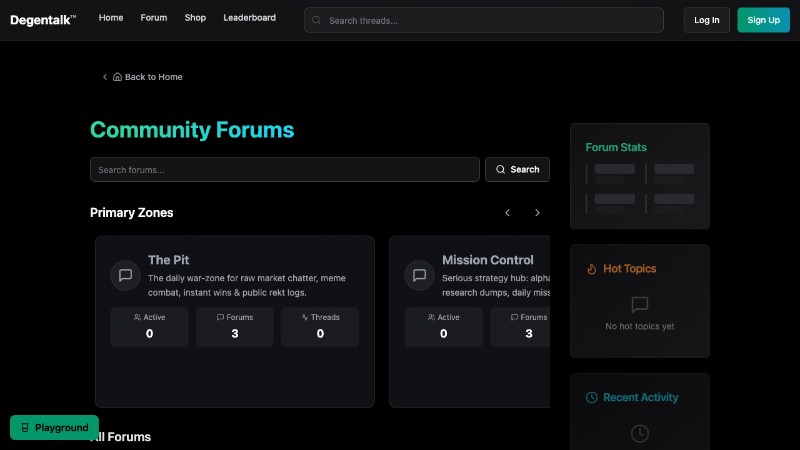 Degentalk™
Home
Forum
Shop
Leaderboard
Search threads...
Log In
Sign Up
Back to Home
Community Forums
Search forums...
Search
Primary Zones
The Pit
The daily war-zone for raw market chatter, meme
combat, instant wins & public rekt logs.
Active
0
Forums
3
Threads
0
Mission Control
Serious strategy hub: alpha
research dumps, daily miss
Active
0
Forums
3
Forum Stats
Hot Topics
No hot topics yet
Recent Activity
Playground
All Forums